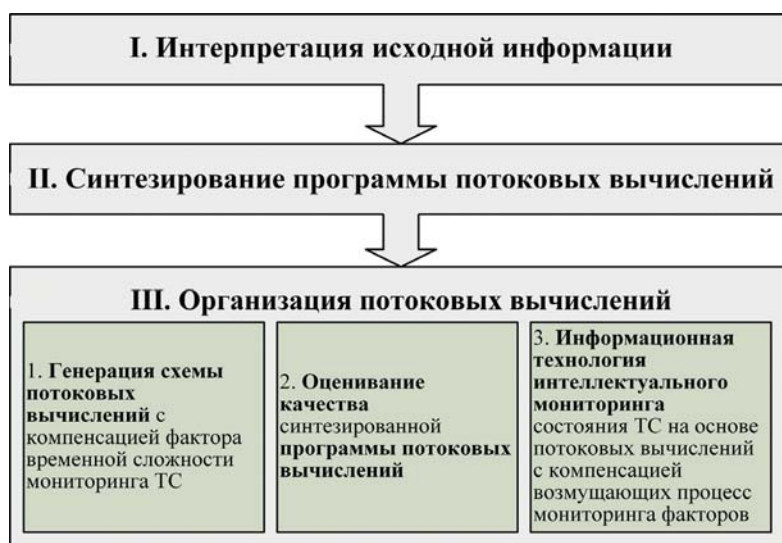 I. Интерпретация исходной информации
II. Синтезирование программы потоковых вычислений
III. Организация потоковых вычислений
1. Генерация схемы
потоковых
вычислений с
компенсацией фактора
временной сложности
мониторинга ТС
2. Оценивание
качества
синтезированной
программы потоковых
вычислений
3. Информационная
технология
интеллектуального
мониторинга
состояния ТС на основе
потоковых вычислений
с компенсацией
возмущающих процесс
мониторинга факторов